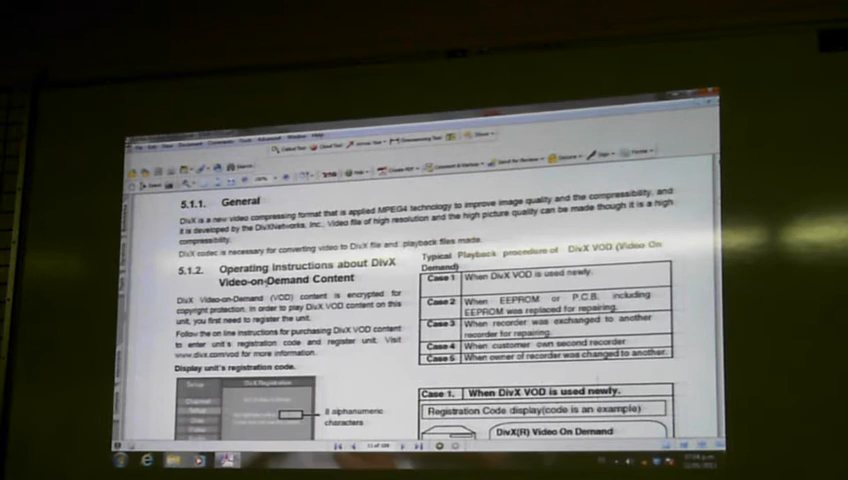 5.1.1. General
DivX is a new video compressing format that is applied MPEG4 technology to improve image quality and the compressibility, and
it is developed by the DivXNetworks, Inc., Video file of high resolution and the high picture quality can be made though it is a high
compressibility.
DivX codec is necessary for converting video to DivX file and playback files made.
5.1.2. Operating Instructions about DivX
Video-on-Demand Content
DivX Video-on-Demand (VOD) content is encrypted for
copyright protection. In order to play DivX VOD content on this
unit, you first need to register the unit.
Follow the on line instructions for purchasing DivX VOD content
to enter unit's registration code and register unit. Visit
www.divx.com/vod for more information.
Display unit's registration code.
Setup
DivX Registration
Channel
Setup
8 alphanumeric
characters
Typical Playback procedure of DivX VOD (Video On
Demand)
Case 1 When DivX VOD is used newly.
Case 2 When EEPROM or P.C.B. including
EEPROM was replaced for repairing.
Case 3 When recorder was exchanged to another
recorder for repairing.
Case 4 When customer own second recorder
Case 5 When owner of recorder was changed to another.
Case 1. When DivX VOD is used newly.
Registration Code display(code is an example)
DivX(R) Video On Demand